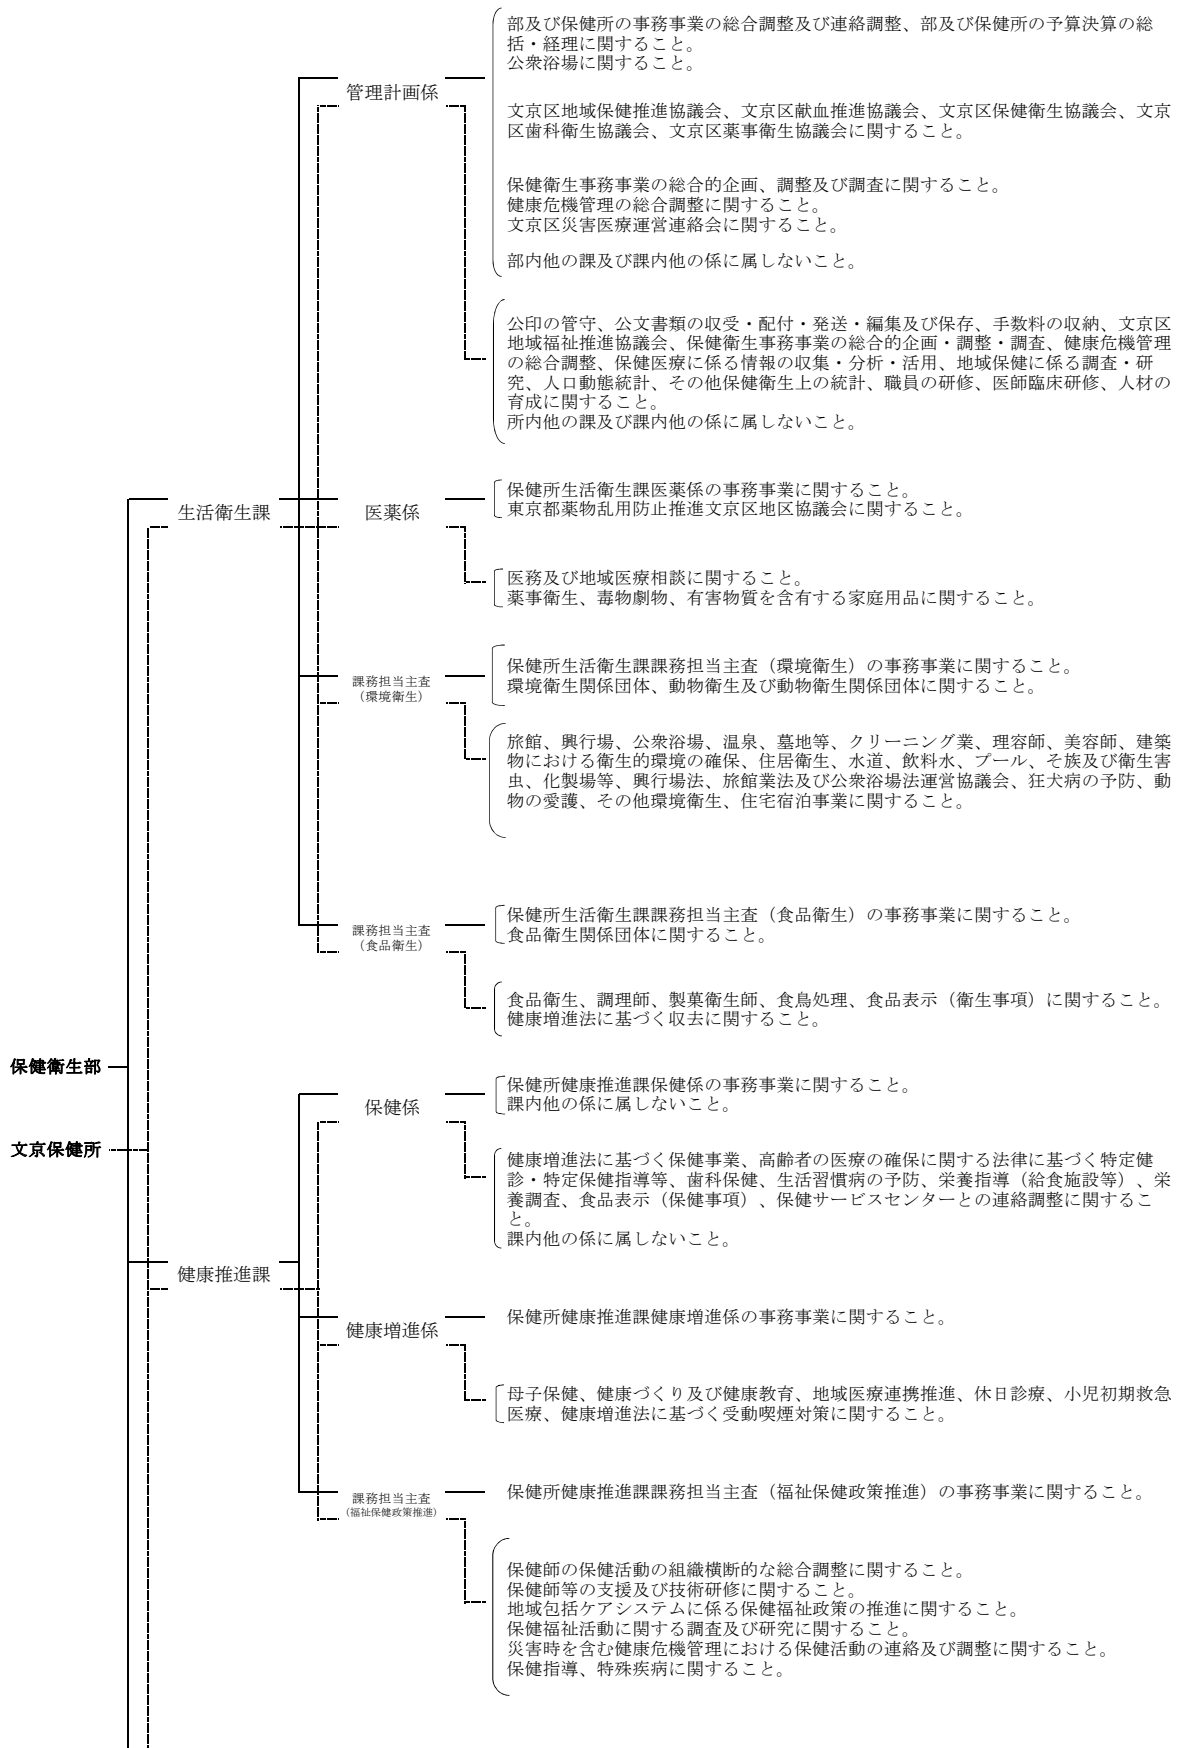 部及び保健所の事務事業の総合調整及び連絡調整、部及び保健所の予算決算の総
括・経理に関すること。
公衆浴場に関すること。
管理計画係
文京区地域保健推進協議会、文京区献血推進協議会、文京区保健衛生協議会、文京
区歯科衛生協議会、文京区薬事衛生協議会に関すること。
保健衛生事務事業の総合的企画、調整及び調査に関すること。
健康危機管理の総合調整に関すること。
文京区災害医療運営連絡会に関すること。
部内他の課及び課内他の係に属しないこと。
公印の管守、公文書類の収受・配付・発送・編集及び保存、手数料の収納、文京区
地域福祉推進協議会、保健衛生事務事業の総合的企画・調整・調査、健康危機管理
の総合調整、保健医療に係る情報の収集・分析・活用、地域保健に係る調査・研
究、人口動態統計、その他保健衛生上の統計、職員の研修、医師臨床研修、人材の
育成に関すること。
所内他の課及び課内他の係に属しないこと。
生活衛生課
医薬係
保健所生活衛生課医薬係の事務事業に関すること。
東京都薬物乱用防止推進文京区地区協議会に関すること。
医務及び地域医療相談に関すること。
薬事衛生、毒物劇物、有害物質を含有する家庭用品に関すること。
課務担当主査
（環境衛生）
保健所生活衛生課課務担当主査（環境衛生）の事務事業に関すること。
環境衛生関係団体、動物衛生及び動物衛生関係団体に関すること。
旅館、興行場、公衆浴場、温泉、墓地等、クリーニング業、理容師、美容師、建築
物における衛生的環境の確保、住居衛生、水道、飲料水、プール、そ族及び衛生害
虫、化製場等、興行場法、旅館業法及び公衆浴場法運営協議会、狂犬病の予防、動
物の愛護、その他環境衛生、住宅宿泊事業に関すること。
課務担当主査
（食品衛生）
保健所生活衛生課課務担当主査（食品衛生）の事務事業に関すること。
食品衛生関係団体に関すること。
食品衛生、調理師、製菓衛生師、食鳥処理、食品表示（衛生事項）に関すること。
健康増進法に基づく収去に関すること。
保健衛生部
文京保健所
保健係
保健所健康推進課保健係の事務事業に関すること。
課内他の係に属しないこと。
健康増進法に基づく保健事業、高齢者の医療の確保に関する法律に基づく特定健
診・特定保健指導等、歯科保健、生活習慣病の予防、栄養指導（給食施設等）、栄
養調査、食品表示（保健事項）、保健サービスセンターとの連絡調整に関するこ
と。
課内他の係に属しないこと。
健康推進課
健康増進係
保健所健康推進課健康増進係の事務事業に関すること。
母子保健、健康づくり及び健康教育、地域医療連携推進、休日診療、小児初期救急
医療、健康増進法に基づく受動喫煙対策に関すること。
課務担当主査
（福祉保健政策推進）
保健所健康推進課課務担当主査（福祉保健政策推進）の事務事業に関すること。
保健師の保健活動の組織横断的な総合調整に関すること。
保健師等の支援及び技術研修に関すること。
地域包括ケアシステムに係る保健福祉政策の推進に関すること。
保健福祉活動に関する調査及び研究に関すること。
災害時を含む健康危機管理における保健活動の連絡及び調整に関すること。
保健指導、特殊疾病に関すること。